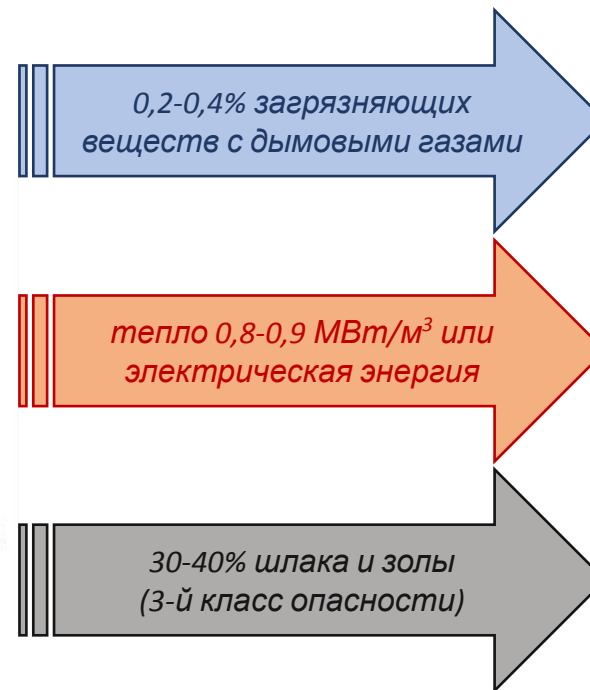 0,2-0,4% загрязняющих
веществ с дымовыми газами
тепло 0,8-0,9 МВт/м³ или
электрическая энергия
30-40% шлака и золы
(3-й класс опасности)